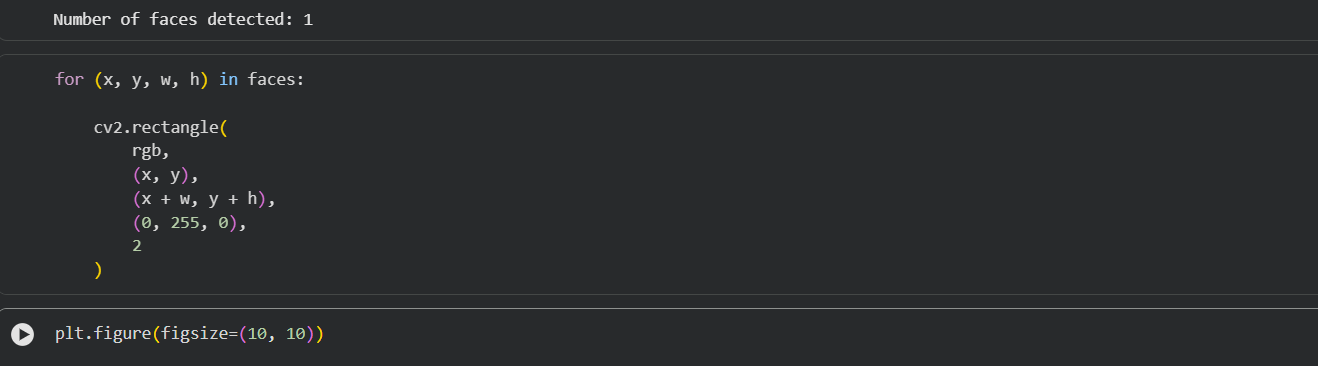 Number of faces detected: 1
for (x, y, w, h) in faces:
cv2.rectangle(
rgb,
(x, y),
(x + w, y + h),
(0, 255, 0),
2
)
plt.figure(figsize=(10, 10))